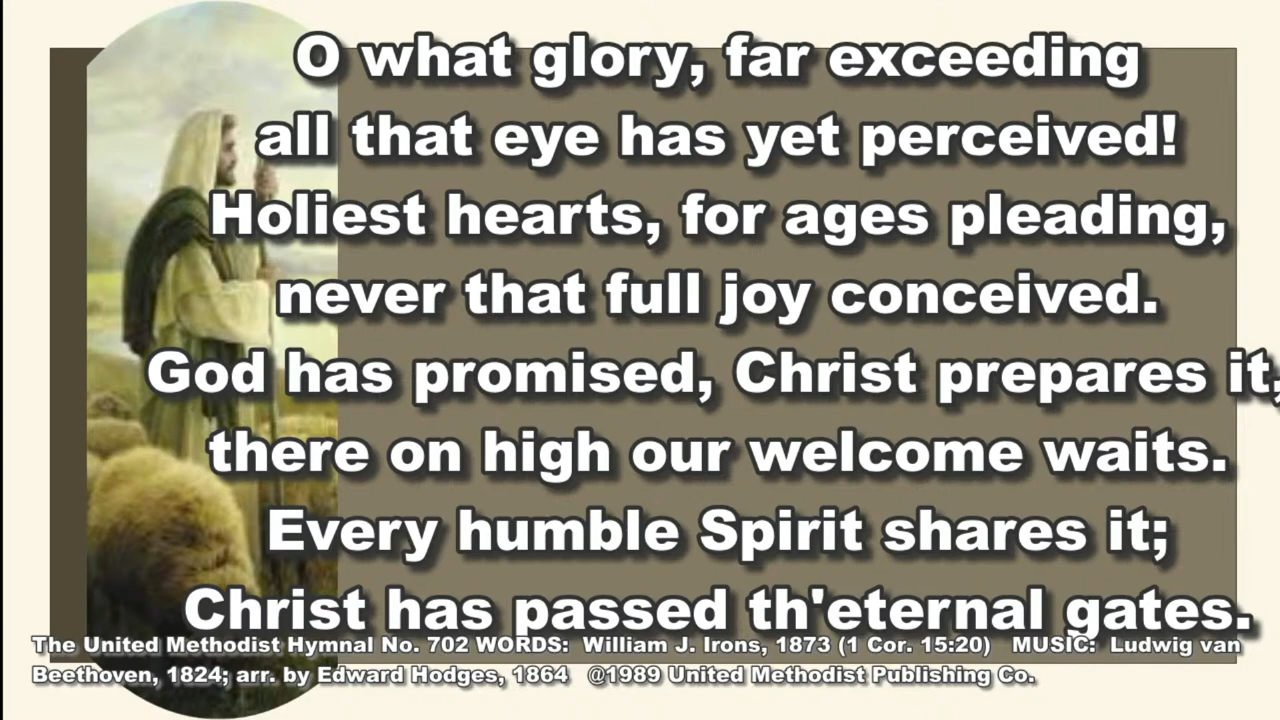 O what glory, far exceeding
all that eye has yet perceived!
Holiest hearts, for ages pleading,
never that full joy conceived.
God has promised, Christ prepares it,
there on high our welcome waits.
Every humble Spirit shares it;
Christ has passed th'eternal gates.
The United Methodist Hymnal No. 702 WORDS: William J. Irons, 1873 (1 Cor. 15:20) MUSIC: Ludwig van
Beethoven, 1824; arr. by Edward Hodges, 1864 @1989 United Methodist Publishing Co.